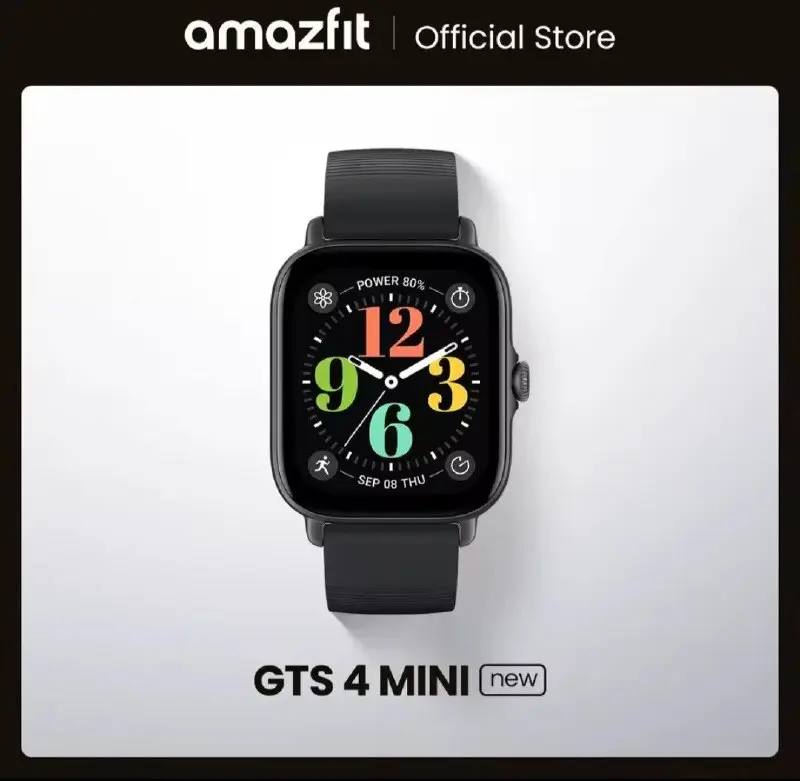 amazfit | Official Store
POWER 80%
12
9
3
6
SEP 08 THU
GTS 4 MINI new